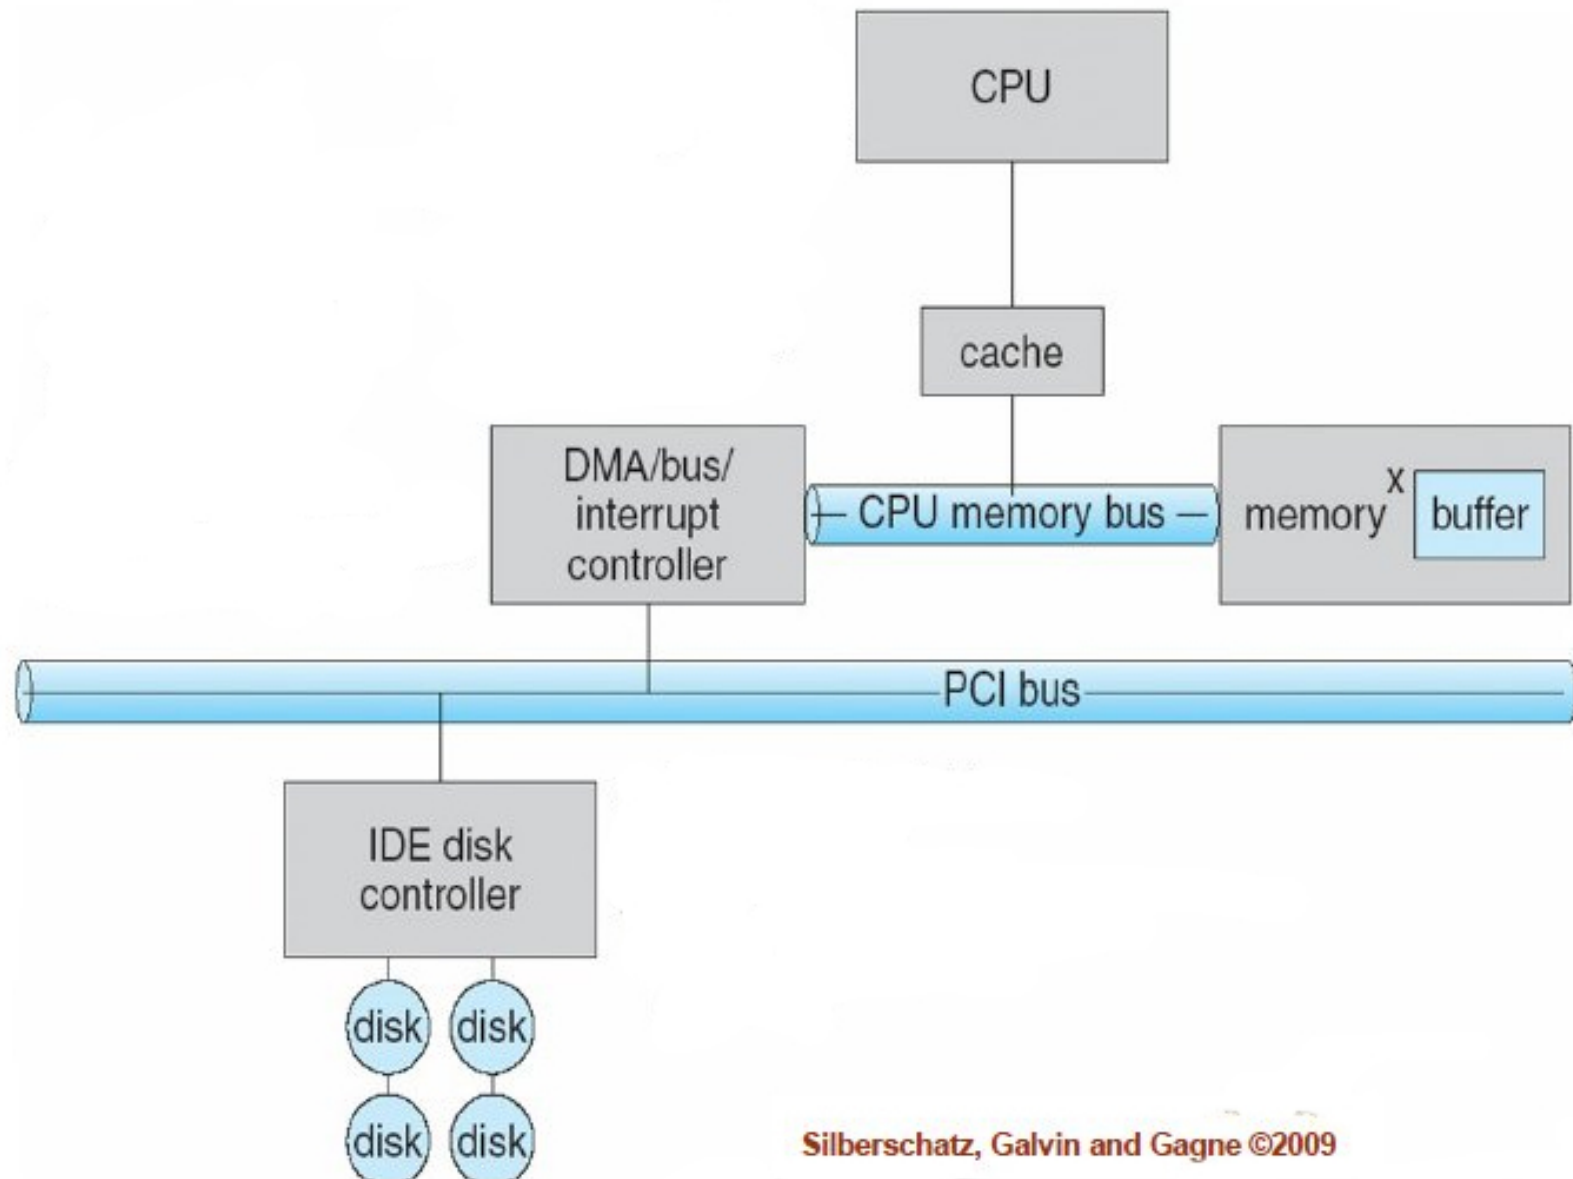 CPU
cache
DMA/bus/
interrupt
controller
CPU memory bus
memory
x
buffer
PCI bus
IDE disk
controller
disk
disk
disk
disk
Silberschatz, Galvin and Gagne ©2009